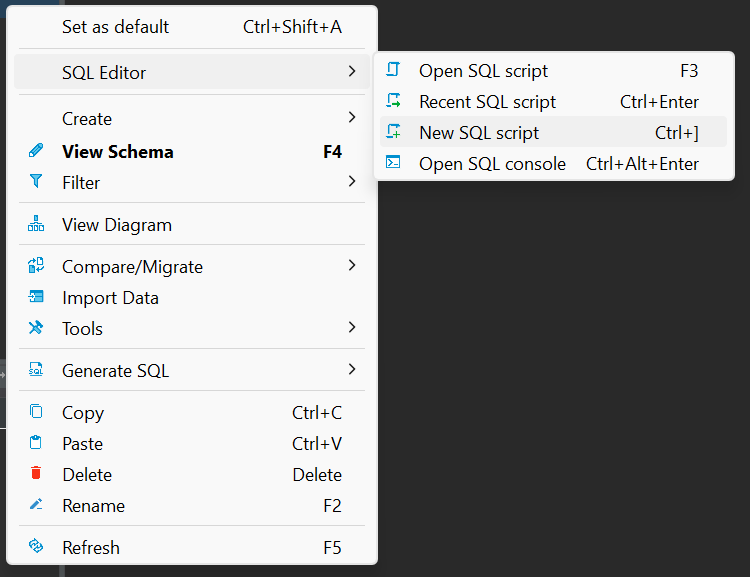 Set as default Ctrl+Shift+A
SQL Editor
Create
View Schema F4
Filter
View Diagram
Compare/Migrate
Import Data
Tools
Generate SQL
Copy Ctrl+C
Paste Ctrl+V
Delete Delete
Rename F2
Refresh F5
Open SQL script F3
Recent SQL script Ctrl+Enter
New SQL script Ctrl+]
Open SQL console Ctrl+Alt+Enter